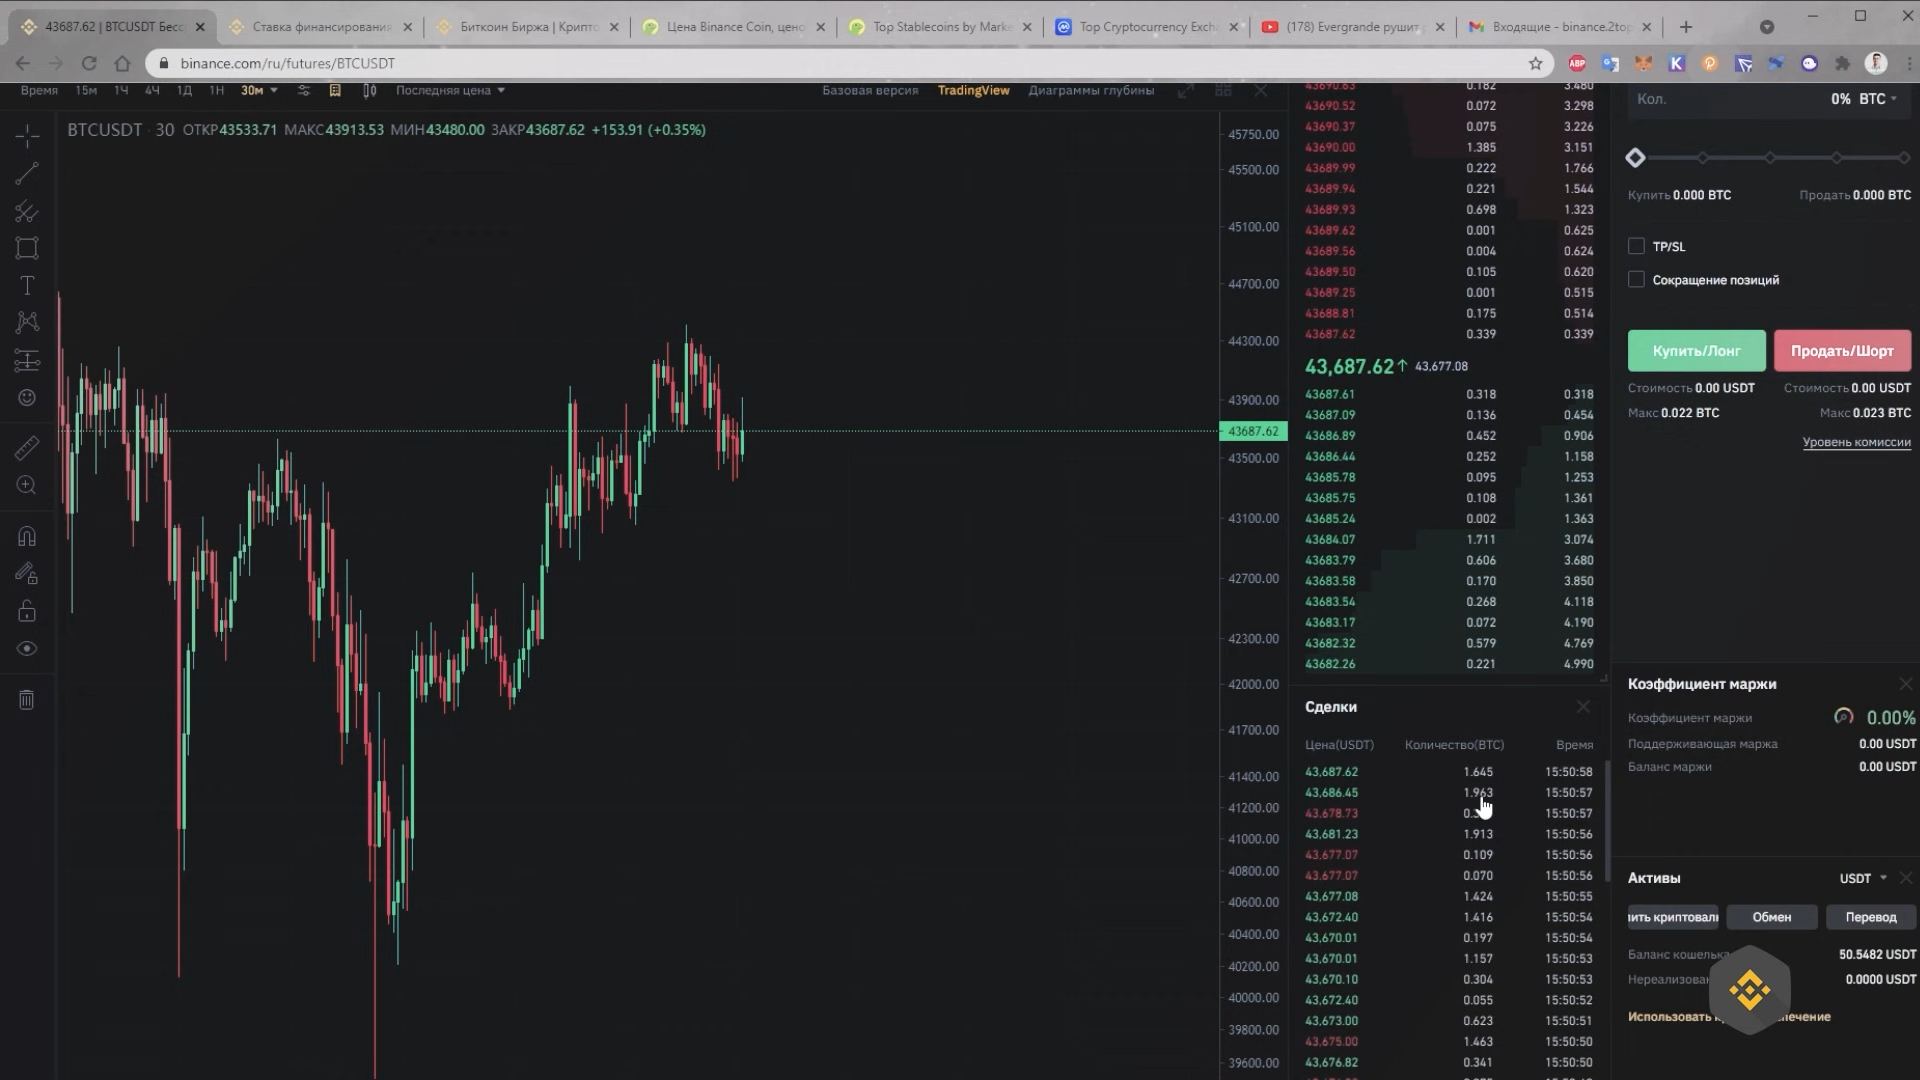 43687.62 | BTCUSDT Бесс
Ставка финансирования
Биткоин Биржа | Крипто
Цена Binance Coin, цено
Top Stablecoins by Marke
Top Cryptocurrency Exch
(178) Evergrande рушит
Входящие - binance.2top
binance.com/ru/futures/BTCUSDT
Время 15м 1Ч 4Ч 1Д 1Н 30м Последняя цена
Базовая версия TradingView Диаграммы глубины
BTCUSDT · 30 ОТКР43533.71 МАКС43913.53 МИН43480.00 ЗАКР43687.62 +153.91 (+0.35%)
45750.00
45500.00
45100.00
44700.00
44300.00
43900.00
43687.62
43500.00
43100.00
42700.00
42300.00
42000.00
41700.00
41400.00
41200.00
41000.00
40800.00
40600.00
40400.00
40200.00
40000.00
39800.00
39600.00
43690.63 0.182 3.480
43690.52 0.072 3.298
43690.37 0.075 3.226
43690.00 1.385 3.151
43689.99 0.222 1.766
43689.94 0.221 1.544
43689.93 0.698 1.323
43689.62 0.001 0.625
43689.56 0.004 0.624
43689.50 0.105 0.620
43689.25 0.001 0.515
43688.81 0.175 0.514
43687.62 0.339 0.339
43,687.62↑ 43,677.08
43687.61 0.318 0.318
43687.09 0.136 0.454
43686.89 0.452 0.906
43686.44 0.252 1.158
43685.78 0.095 1.253
43685.75 0.108 1.361
43685.24 0.002 1.363
43684.07 1.711 3.074
43683.79 0.606 3.680
43683.58 0.170 3.850
43683.54 0.268 4.118
43683.17 0.072 4.190
43682.32 0.579 4.769
43682.26 0.221 4.990
Сделки
Цена(USDT) Количество(BTC) Время
43,687.62 1.645 15:50:58
43,686.45 1.963 15:50:57
43,678.73 15:50:57
43,681.23 1.913 15:50:56
43,677.07 0.109 15:50:56
43,677.07 0.070 15:50:56
43,677.08 1.424 15:50:55
43,672.40 1.416 15:50:54
43,670.01 0.197 15:50:54
43,670.01 1.157 15:50:53
43,670.10 0.304 15:50:53
43,672.40 0.055 15:50:52
43,673.00 0.623 15:50:51
43,675.00 1.463 15:50:50
43,676.82 0.341 15:50:50
Кол. 0% BTC
Купить 0.000 BTC Продать 0.000 BTC
TP/SL
Сокращение позиций
Купить/Лонг Продать/Шорт
Стоимость 0.00 USDT Стоимость 0.00 USDT
Макс 0.022 BTC Макс 0.023 BTC
Уровень комиссии
Коэффициент маржи
Коэффициент маржи 0.00%
Поддерживающая маржа 0.00 USDT
Баланс маржи 0.00 USDT
Активы USDT
пить криптовалю Обмен Перевод
Баланс кошелька 50.5482 USDT
Нереализован 0.0000 USDT
Использовать